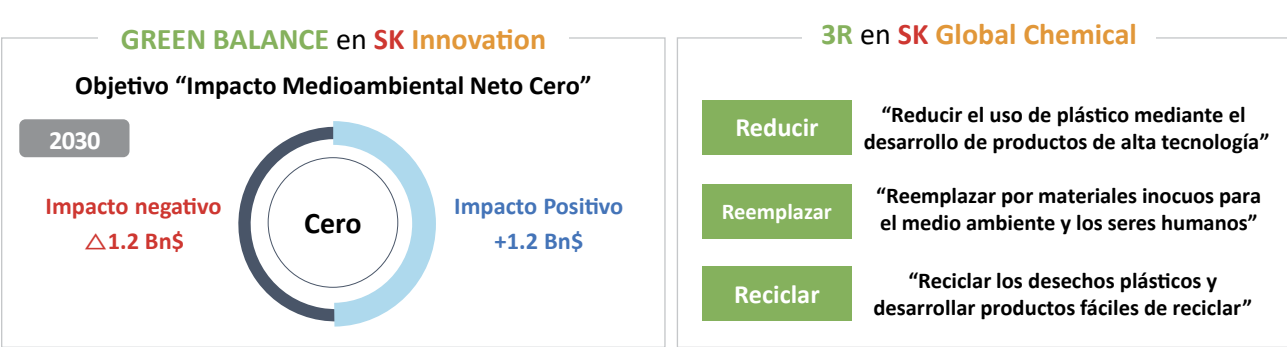 GREEN BALANCE en SK Innovation
Objetivo “Impacto Medioambiental Neto Cero”
2030
Impacto negativo
△1.2 Bn$
Cero
Impacto Positivo
+1.2 Bn$
3R en SK Global Chemical
Reducir
“Reducir el uso de plástico mediante el
desarrollo de productos de alta tecnología”
Reemplazar
“Reemplazar por materiales inocuos para
el medio ambiente y los seres humanos”
Reciclar
“Reciclar los desechos plásticos y
desarrollar productos fáciles de reciclar”